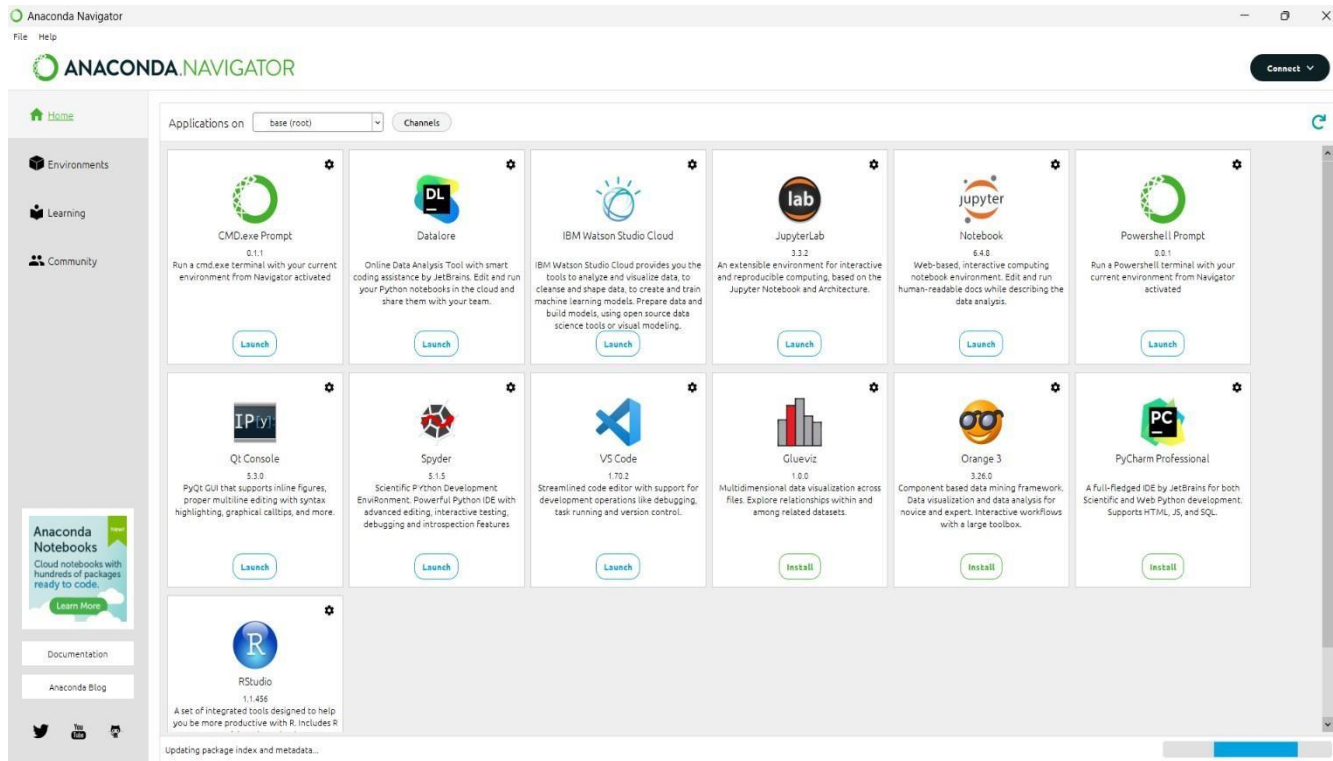 Anaconda Navigator
File Help
ANACONDA.NAVIGATOR
Connect
Home
Environments
Learning
Community
Applications on base (root) Channels
CMD.exe Prompt
0.1.1
Run a cmd.exe terminal with your current
environment from Navigator activated
Launch
DL
Datalore
Online Data Analysis Tool with smart
coding assistance by JetBrains. Edit and run
your Python notebooks in the cloud and
share them with your team.
Launch
IBM Watson Studio Cloud
IBM Watson Studio Cloud provides you the
tools to analyze and visualize data, to
cleanse and shape data, to create and train
machine learning models. Prepare data and
build models, using open source data
science tools or visual modeling.
Launch
lab
JupyterLab
3.3.2
An extensible environment for interactive
and reproducible computing, based on the
Jupyter Notebook and Architecture.
Launch
jupyter
Notebook
6.4.8
Web-based, interactive computing
notebook environment. Edit and run
human-readable docs while describing the
data analysis.
Launch
Powershell Prompt
0.0.1
Run a Powershell terminal with your
current environment from Navigator
activated
Launch
IP[y]:
Qt Console
5.3.0
PyQt GUI that supports inline figures,
proper multiline editing with syntax
highlighting, graphical calltips, and more.
Launch
Spyder
5.1.5
Scientific PYthon Development
EnviRonment. Powerful Python IDE with
advanced editing, interactive testing,
debugging and introspection features
Launch
VS Code
1.70.2
Streamlined code editor with support for
development operations like debugging,
task running and version control.
Launch
Glueviz
1.0.0
Multidimensional data visualization across
files. Explore relationships within and
among related datasets.
Install
Orange 3
3.26.0
Component based data mining framework.
Data visualization and data analysis for
novice and expert. Interactive workflows
with a large toolbox.
Install
PC
PyCharm Professional
A full-fledged IDE by JetBrains for both
Scientific and Web Python development.
Supports HTML, JS, and SQL.
Install
R
RStudio
1.1.456
A set of integrated tools designed to help
you be more productive with R. Includes R
Anaconda
Notebooks
New!
Cloud notebooks with
hundreds of packages
ready to code.
Learn More
Documentation
Anaconda Blog
You
Tube
Updating package index and metadata...